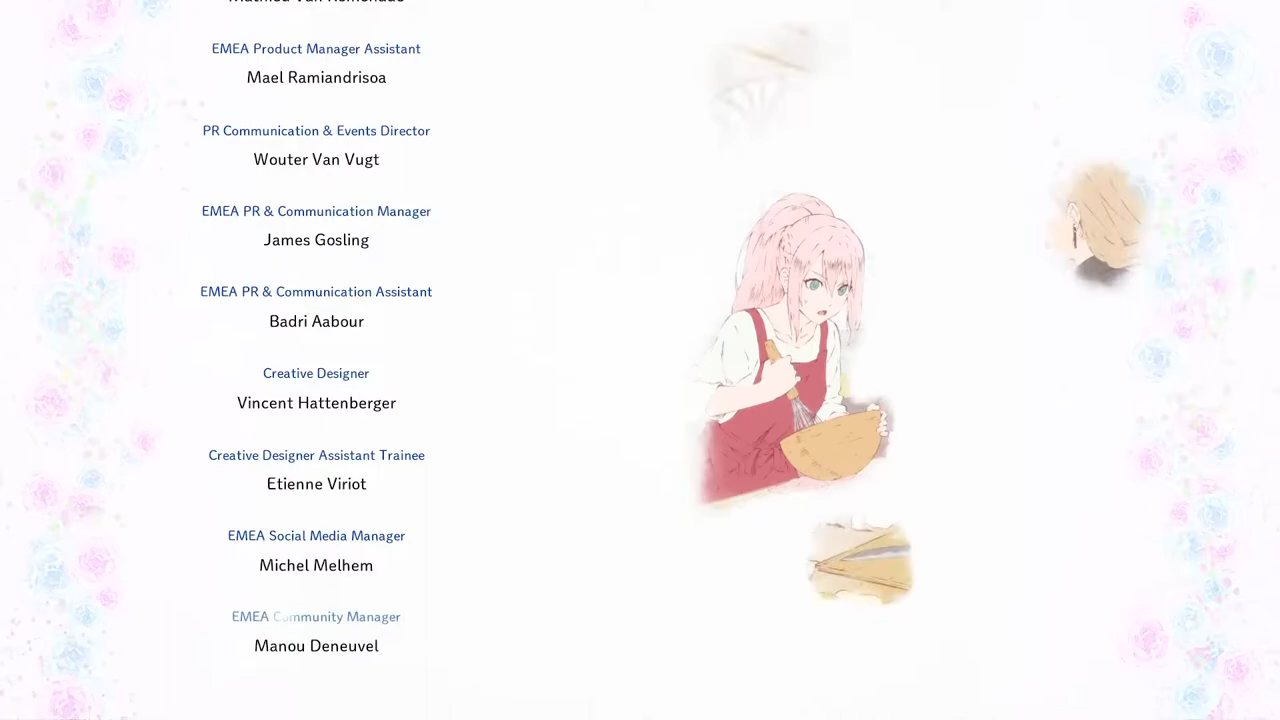 EMEA Product Manager Assistant
Mael Ramiandrisoa
PR Communication & Events Director
Wouter Van Vugt
EMEA PR & Communication Manager
James Gosling
EMEA PR & Communication Assistant
Badri Aabour
Creative Designer
Vincent Hattenberger
Creative Designer Assistant Trainee
Etienne Viriot
EMEA Social Media Manager
Michel Melhem
EMEA Community Manager
Manou Deneuvel